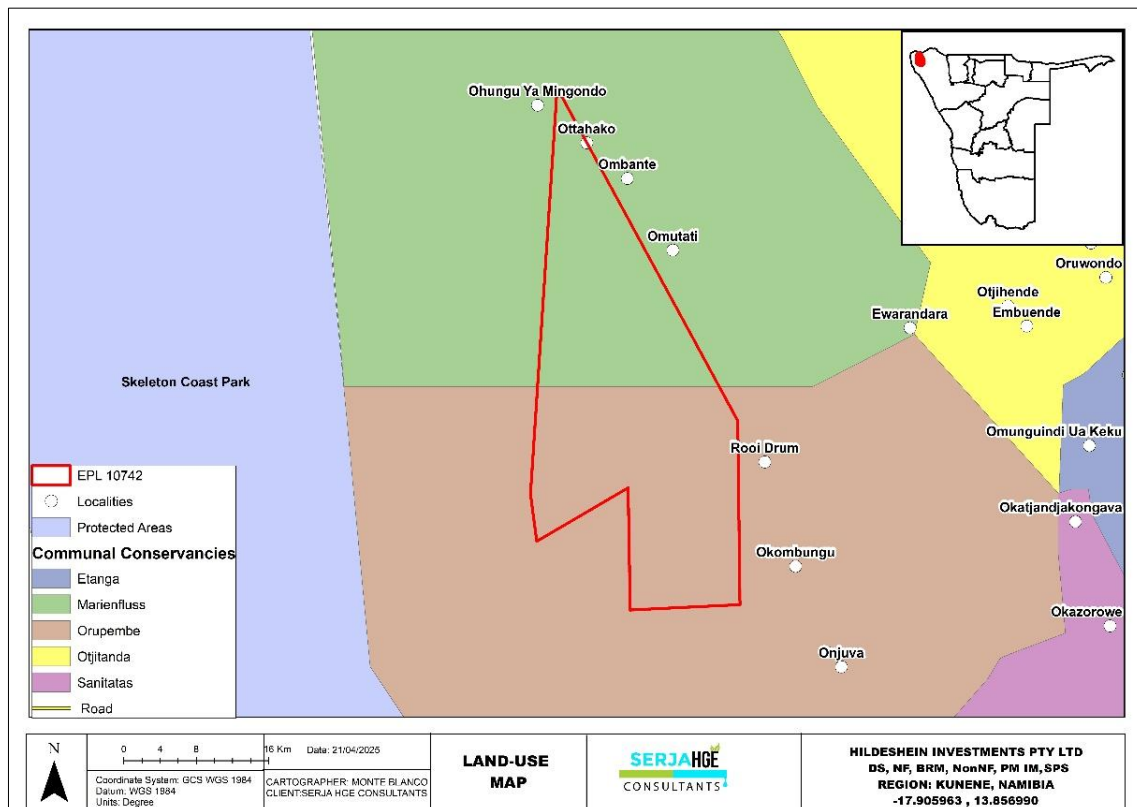 Ohungu Ya Mingondo
Ottahako
Ombante
Omutati
Oruwondo
Otjihende
Embuende
Ewarandara
Skeleton Coast Park
Omunguindi Ua Keku
Rooi Drum
Okatjandjakongava
Okombungu
Okazorowe
Onjuva
EPL 10742
Localities
Protected Areas
Communal Conservancies
Etanga
Marienfluss
Orupembe
Otjitanda
Sanitatas
Road
N
0 4 8 16 Km
Date: 21/04/2025
Coordinate System: GCS WGS 1984
Datum: WGS 1984
Units: Degree
CARTOGRAPHER: MONTE BLANCO
CLIENT:SERJA HGE CONSULTANTS
LAND-USE
MAP
SERJA HGE
CONSULTANTS
HILDESHEIN INVESTMENTS PTY LTD
DS, NF, BRM, NonNF, PM IM,SPS
REGION: KUNENE, NAMIBIA
-17.905963 , 13.856990